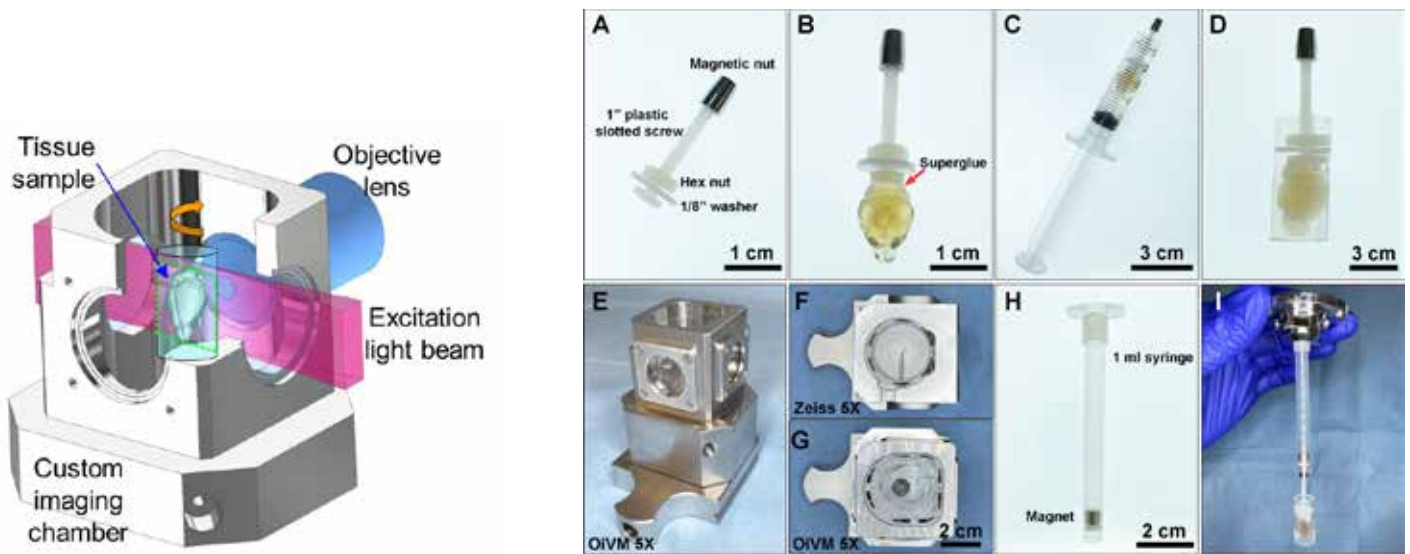 Tissue
sample
Objective
lens
Excitation
light beam
Custom
imaging
chamber
A
Magnetic nut
1" plastic
slotted screw
Hex nut
1/8" washer
1 cm
B
Superglue
1 cm
C
3 cm
D
3 cm
E
OiVM 5X
F
Zeiss 5X
G
OiVM 5X
2 cm
H
1 ml syringe
Magnet
2 cm
I